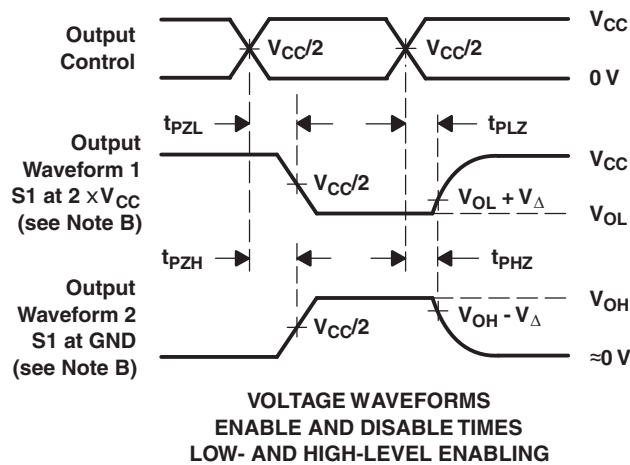 Output
Control
V_CC/2
V_CC/2
V_CC
0 V
t_PZL
t_PLZ
Output
Waveform 1
S1 at 2 x V_CC
(see Note B)
V_CC/2
V_CC
V_OL + V_Δ
V_OL
t_PZH
t_PHZ
Output
Waveform 2
S1 at GND
(see Note B)
V_CC/2
V_OH
V_OH - V_Δ
≈0 V
VOLTAGE WAVEFORMS
ENABLE AND DISABLE TIMES
LOW- AND HIGH-LEVEL ENABLING